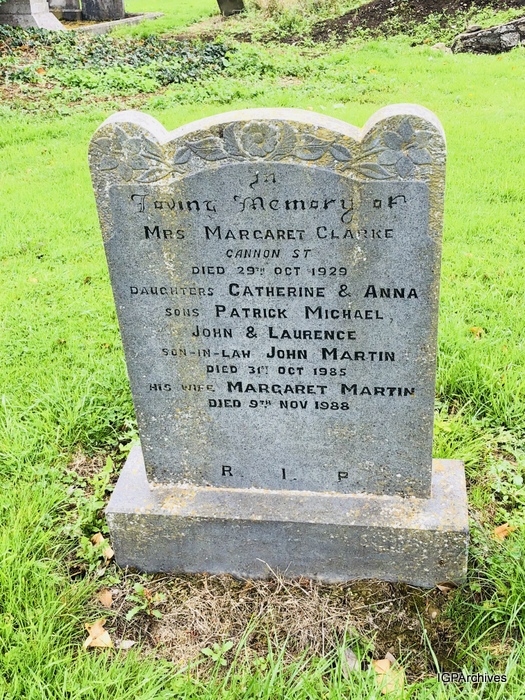 In
Loving Memory of
MRS MARGARET CLARKE
CANNON ST
DIED 29TH OCT 1929
DAUGHTERS CATHERINE & ANNA
SONS PATRICK MICHAEL,
JOHN & LAURENCE
SON-IN-LAW JOHN MARTIN
DIED 31ST OCT 1985
HIS WIFE MARGARET MARTIN
DIED 9TH NOV 1988
R. I. P
IGPArchives